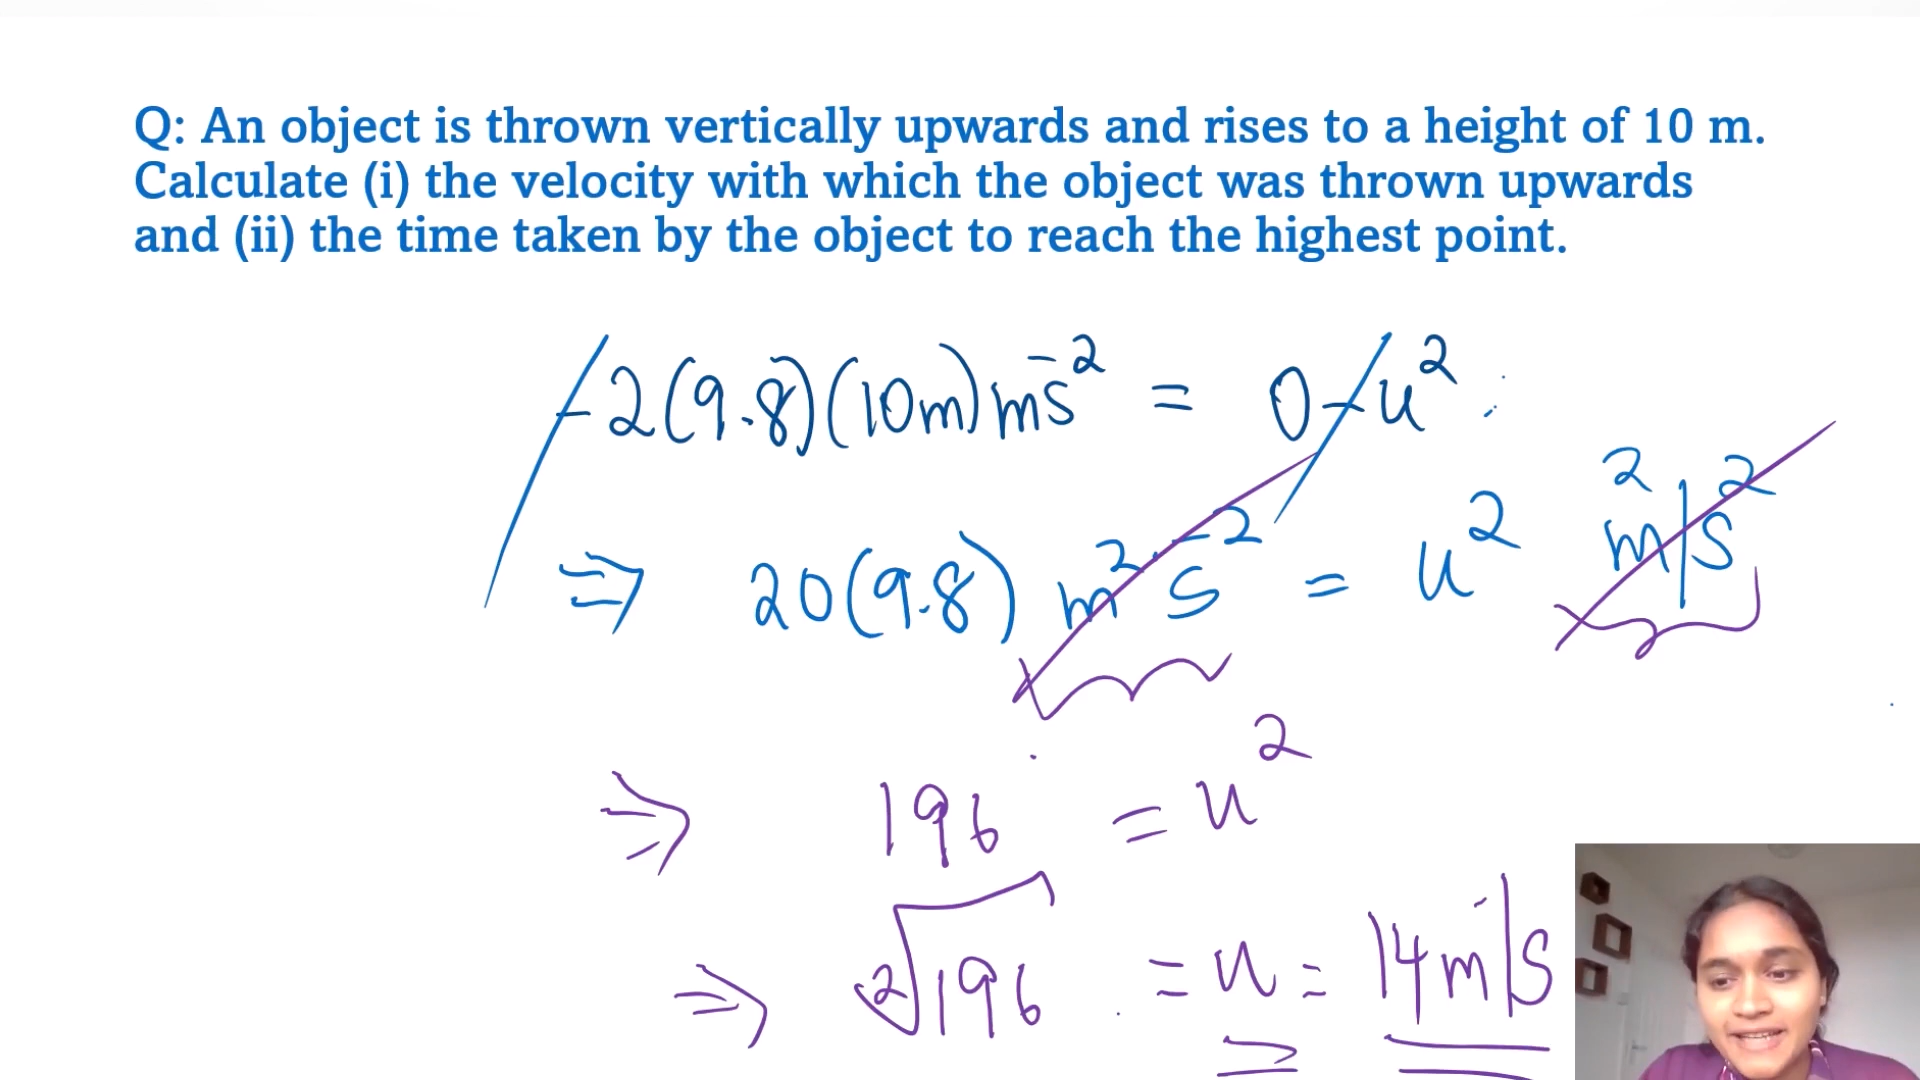 Q: An object is thrown vertically upwards and rises to a height of 10 m.
Calculate (i) the velocity with which the object was thrown upwards
and (ii) the time taken by the object to reach the highest point.
-2(9.8)(10m)ms⁻² = 0-u²
⇒ 20(9.8) m² s⁻² = u² m²/s²
⇒ 196 = u²
⇒ ²√196 = u = 14m/s